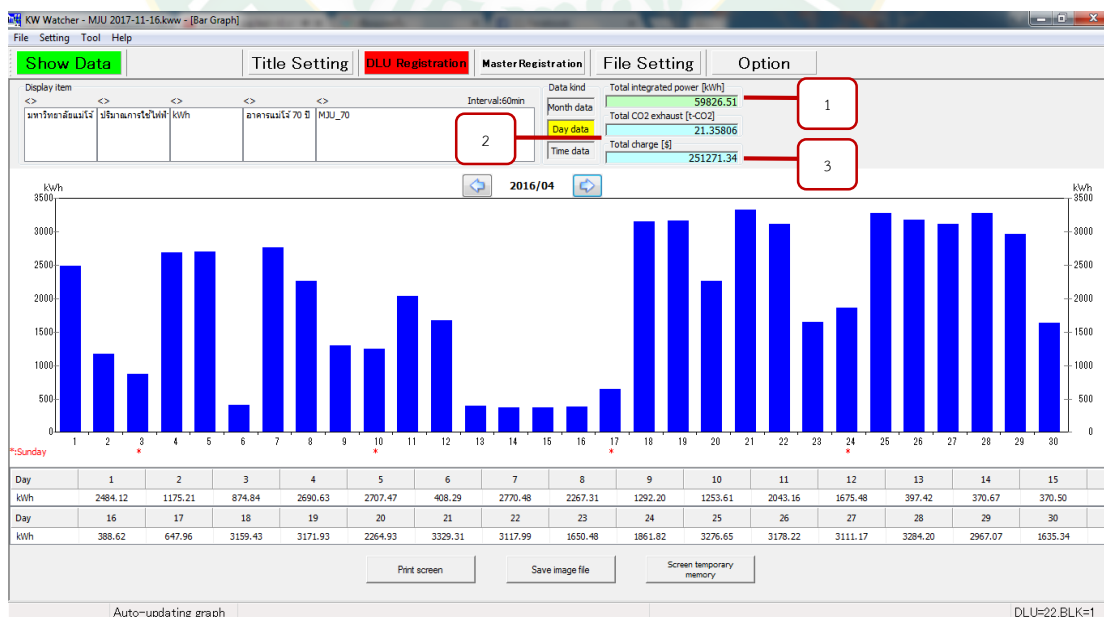 KW Watcher - MJU 2017-11-16.kww - [Bar Graph]
File Setting Tool Help
Show Data Title Setting DLU Registration Master Registration File Setting Option
Display item
<> <> <> <> <> Interval:60min
มหาวิทยาลัยแม่โจ้ ปริมาณการใช้ไฟฟ้า kWh อาคารแม่โจ้ 70 ปี MJU_70
Data kind
Month data
Day data
Time data
Total integrated power [kWh]
59826.51
Total CO2 exhaust [t-CO2]
21.35806
Total charge [$]
251271.34
1
2
3
2016/04
kWh kWh
3500 3500
3000 3000
2500 2500
2000 2000
1500 1500
1000 1000
500 500
0 0
1 2 3 4 5 6 7 8 9 10 11 12 13 14 15 16 17 18 19 20 21 22 23 24 25 26 27 28 29 30
*:Sunday * * * *
Day 1 2 3 4 5 6 7 8 9 10 11 12 13 14 15
kWh 2484.12 1175.21 874.84 2690.63 2707.47 408.29 2770.48 2267.31 1292.20 1253.61 2043.16 1675.48 397.42 370.67 370.50
Day 16 17 18 19 20 21 22 23 24 25 26 27 28 29 30
kWh 388.62 647.96 3159.43 3171.93 2264.93 3329.31 3117.99 1650.48 1861.82 3276.65 3178.22 3111.17 3284.20 2967.07 1635.34
Print screen Save image file Screen temporary memory
Auto-updating graph DLU=22.BLK=1